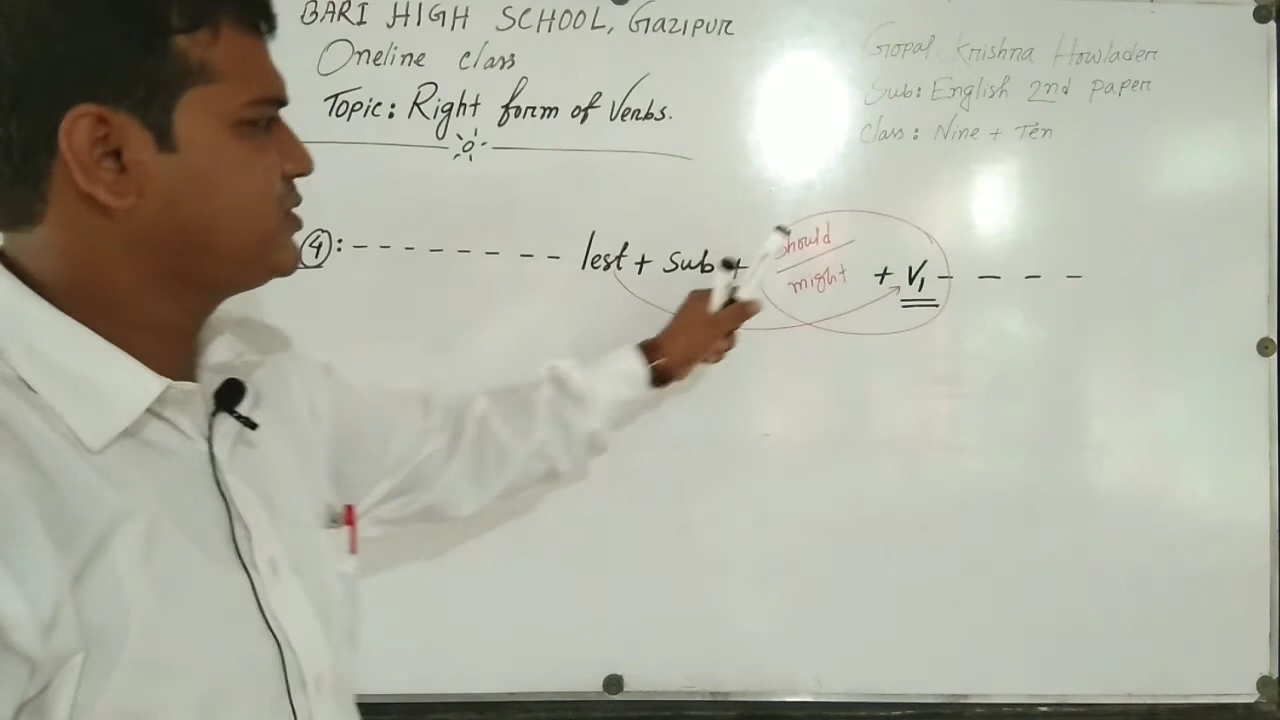 BARI HIGH SCHOOL, Gazipur
Oneline class
Topic: Right form of Verbs.
Gopal Krishna Howlader
Sub: English 2nd paper
Class: Nine + Ten
4: - - - - - - - - lest + sub + should / might + V1 - - - -